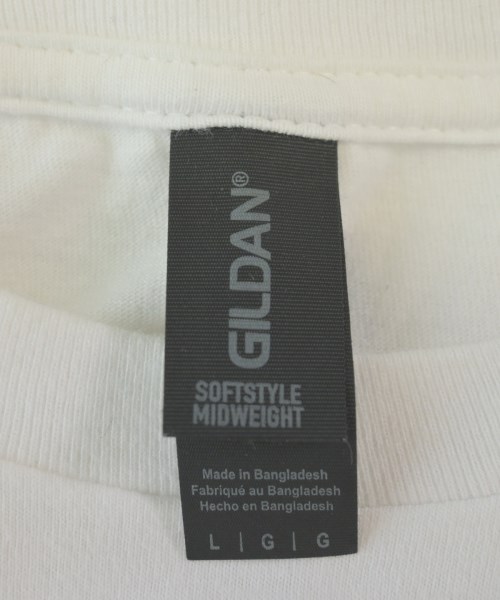 GILDAN®
SOFTSTYLE
MIDWEIGHT
Made in Bangladesh
Fabriqué au Bangladesh
Hecho en Bangladesh
L | G | G